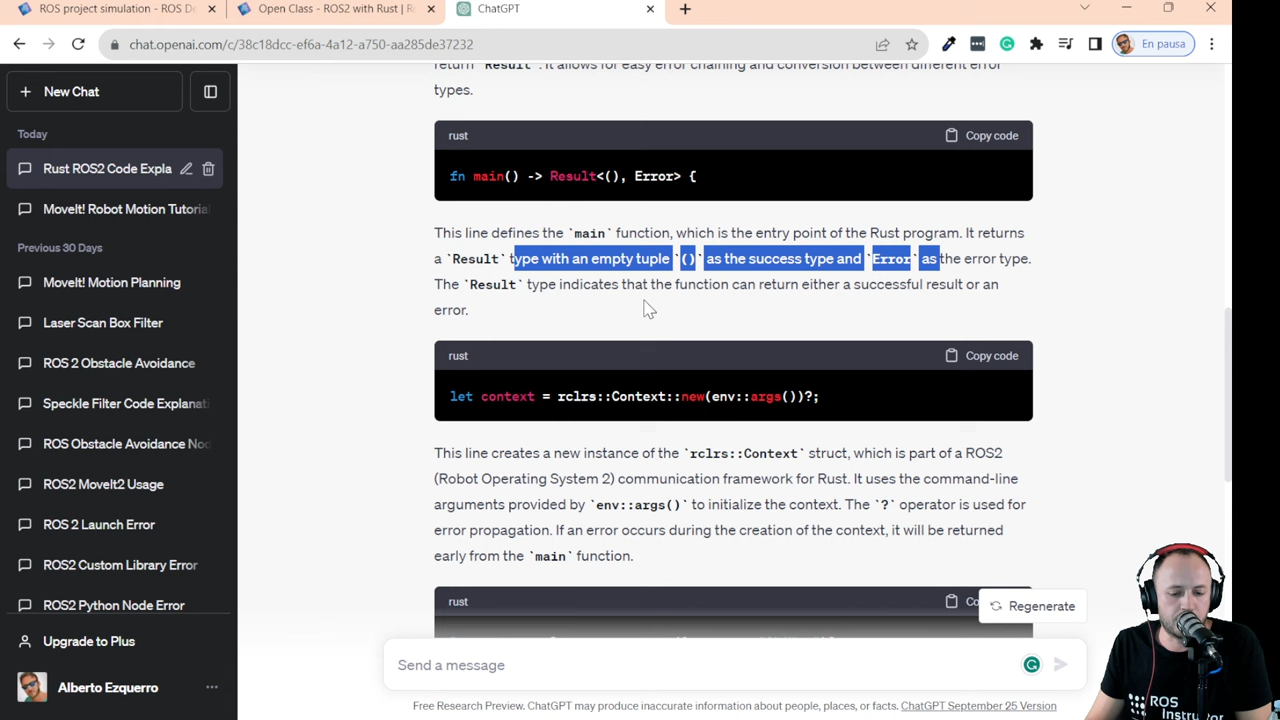 ROS project simulation - ROS De
Open Class - ROS2 with Rust | R
ChatGPT
chat.openai.com/c/38c18dcc-ef6a-4a12-a750-aa285de37232
En pausa
New Chat
Today
Rust ROS2 Code Expla
MoveIt! Robot Motion Tutoria
Previous 30 Days
MoveIt! Motion Planning
Laser Scan Box Filter
ROS 2 Obstacle Avoidance
Speckle Filter Code Explanati
ROS Obstacle Avoidance Nod
ROS2 MoveIt2 Usage
ROS 2 Launch Error
ROS2 Custom Library Error
ROS2 Python Node Error
Upgrade to Plus
Alberto Ezquerro
return `Result`. It allows for easy error chaining and conversion between different error
types.
rust
Copy code
fn main() -> Result<(), Error> {
This line defines the `main` function, which is the entry point of the Rust program. It returns
a `Result` type with an empty tuple `()` as the success type and `Error` as the error type.
The `Result` type indicates that the function can return either a successful result or an
error.
rust
Copy code
let context = rclrs::Context::new(env::args())?;
This line creates a new instance of the `rclrs::Context` struct, which is part of a ROS2
(Robot Operating System 2) communication framework for Rust. It uses the command-line
arguments provided by `env::args()` to initialize the context. The `?` operator is used for
error propagation. If an error occurs during the creation of the context, it will be returned
early from the `main` function.
rust
Co
Regenerate
Send a message
Free Research Preview. ChatGPT may produce inaccurate information about people, places, or facts. ChatGPT September 25 Version
ROS
Instructor